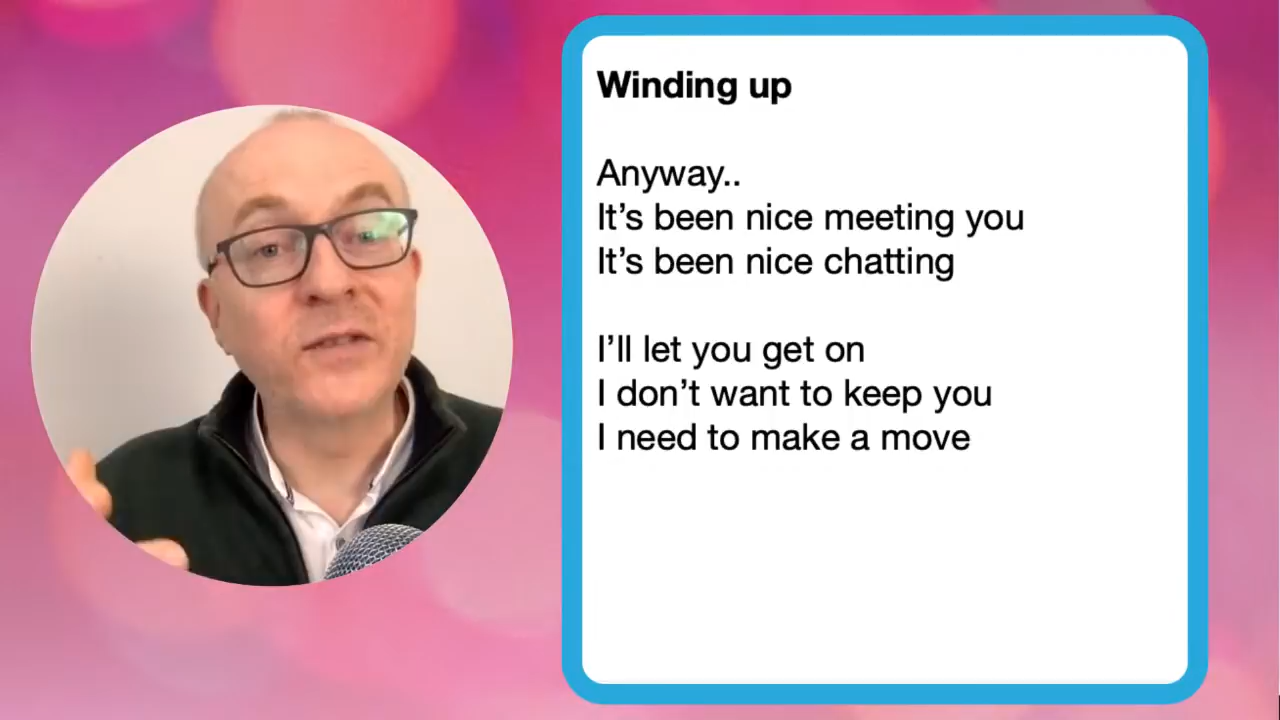 Winding up
Anyway..
It's been nice meeting you
It's been nice chatting
I'll let you get on
I don't want to keep you
I need to make a move